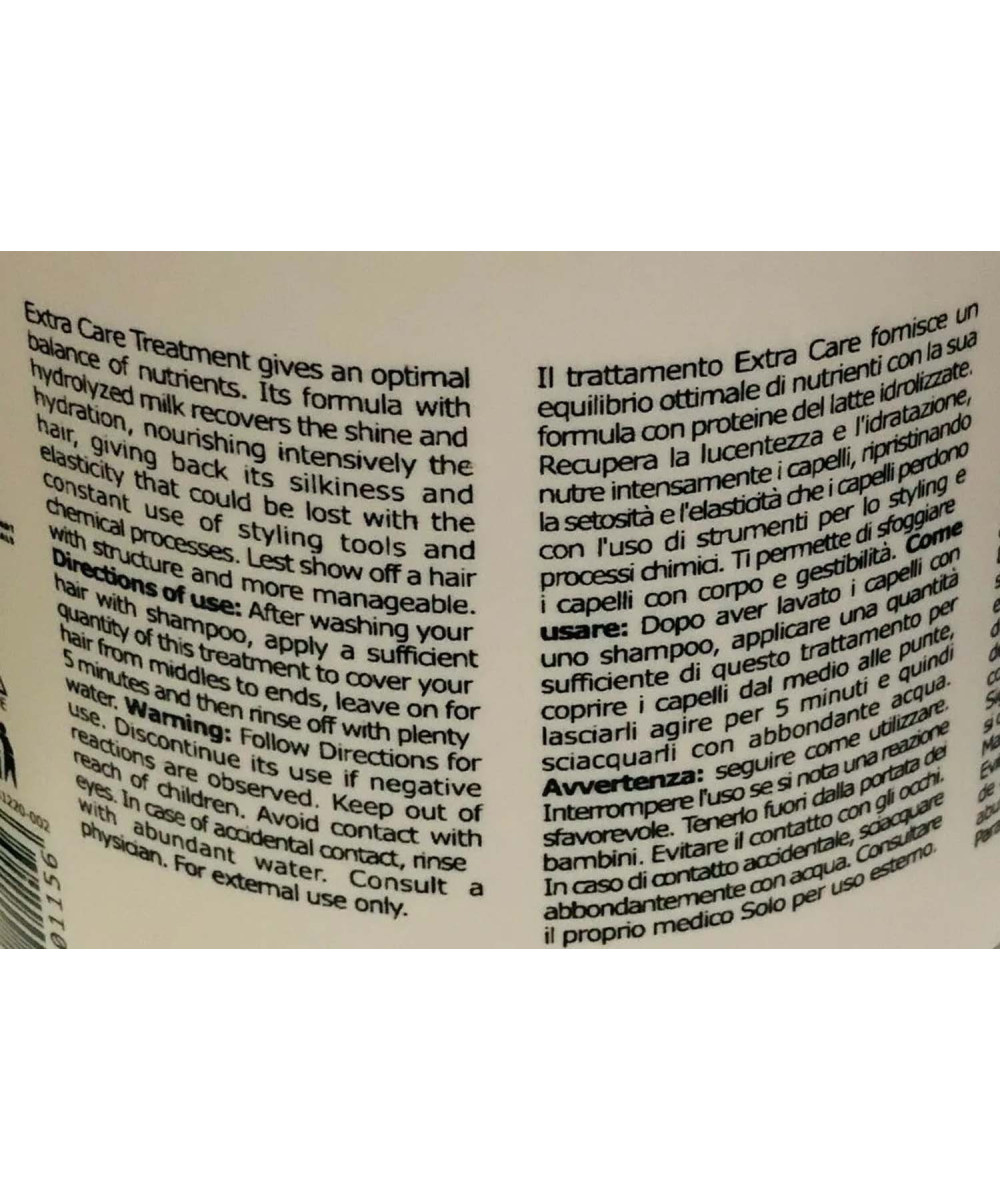 Extra Care Treatment gives an optimal
balance of nutrients. Its formula with
hydrolyzed milk recovers the shine and
hydration, nourishing intensively the
hair, giving back its silkiness and
elasticity that could be lost with the
constant use of styling tools and
chemical processes. Lest show off a hair
with structure and more manageable.
Directions of use: After washing your
hair with shampoo, apply a sufficient
quantity of this treatment to cover your
hair from middles to ends, leave on for
5 minutes and then rinse off with plenty
water. Warning: Follow Directions for
use. Discontinue its use if negative
reactions are observed. Keep out of
reach of children. Avoid contact with
eyes. In case of accidental contact, rinse
with abundant water. Consult a
physician. For external use only.
Il trattamento Extra Care fornisce un
equilibrio ottimale di nutrienti con la sua
formula con proteine del latte idrolizzate.
Recupera la lucentezza e l'idratazione,
nutre intensamente i capelli, ripristinando
la setosità e l'elasticità che i capelli perdono
con l'uso di strumenti per lo styling e
processi chimici. Ti permette di sfoggiare
i capelli con corpo e gestibilità. Come
usare: Dopo aver lavato i capelli con
uno shampoo, applicare una quantità
sufficiente di questo trattamento per
coprire i capelli dal medio alle punte,
lasciarli agire per 5 minuti e quindi
sciacquarli con abbondante acqua.
Avvertenza: seguire come utilizzare.
Interrompere l'uso se si nota una reazione
sfavorevole. Tenerlo fuori dalla portata dei
bambini. Evitare il contatto con gli occhi.
In caso di contatto accidentale, sciacquare
abbondantemente con acqua. Consultare
il proprio medico Solo per uso esterno.
1220-002
01156